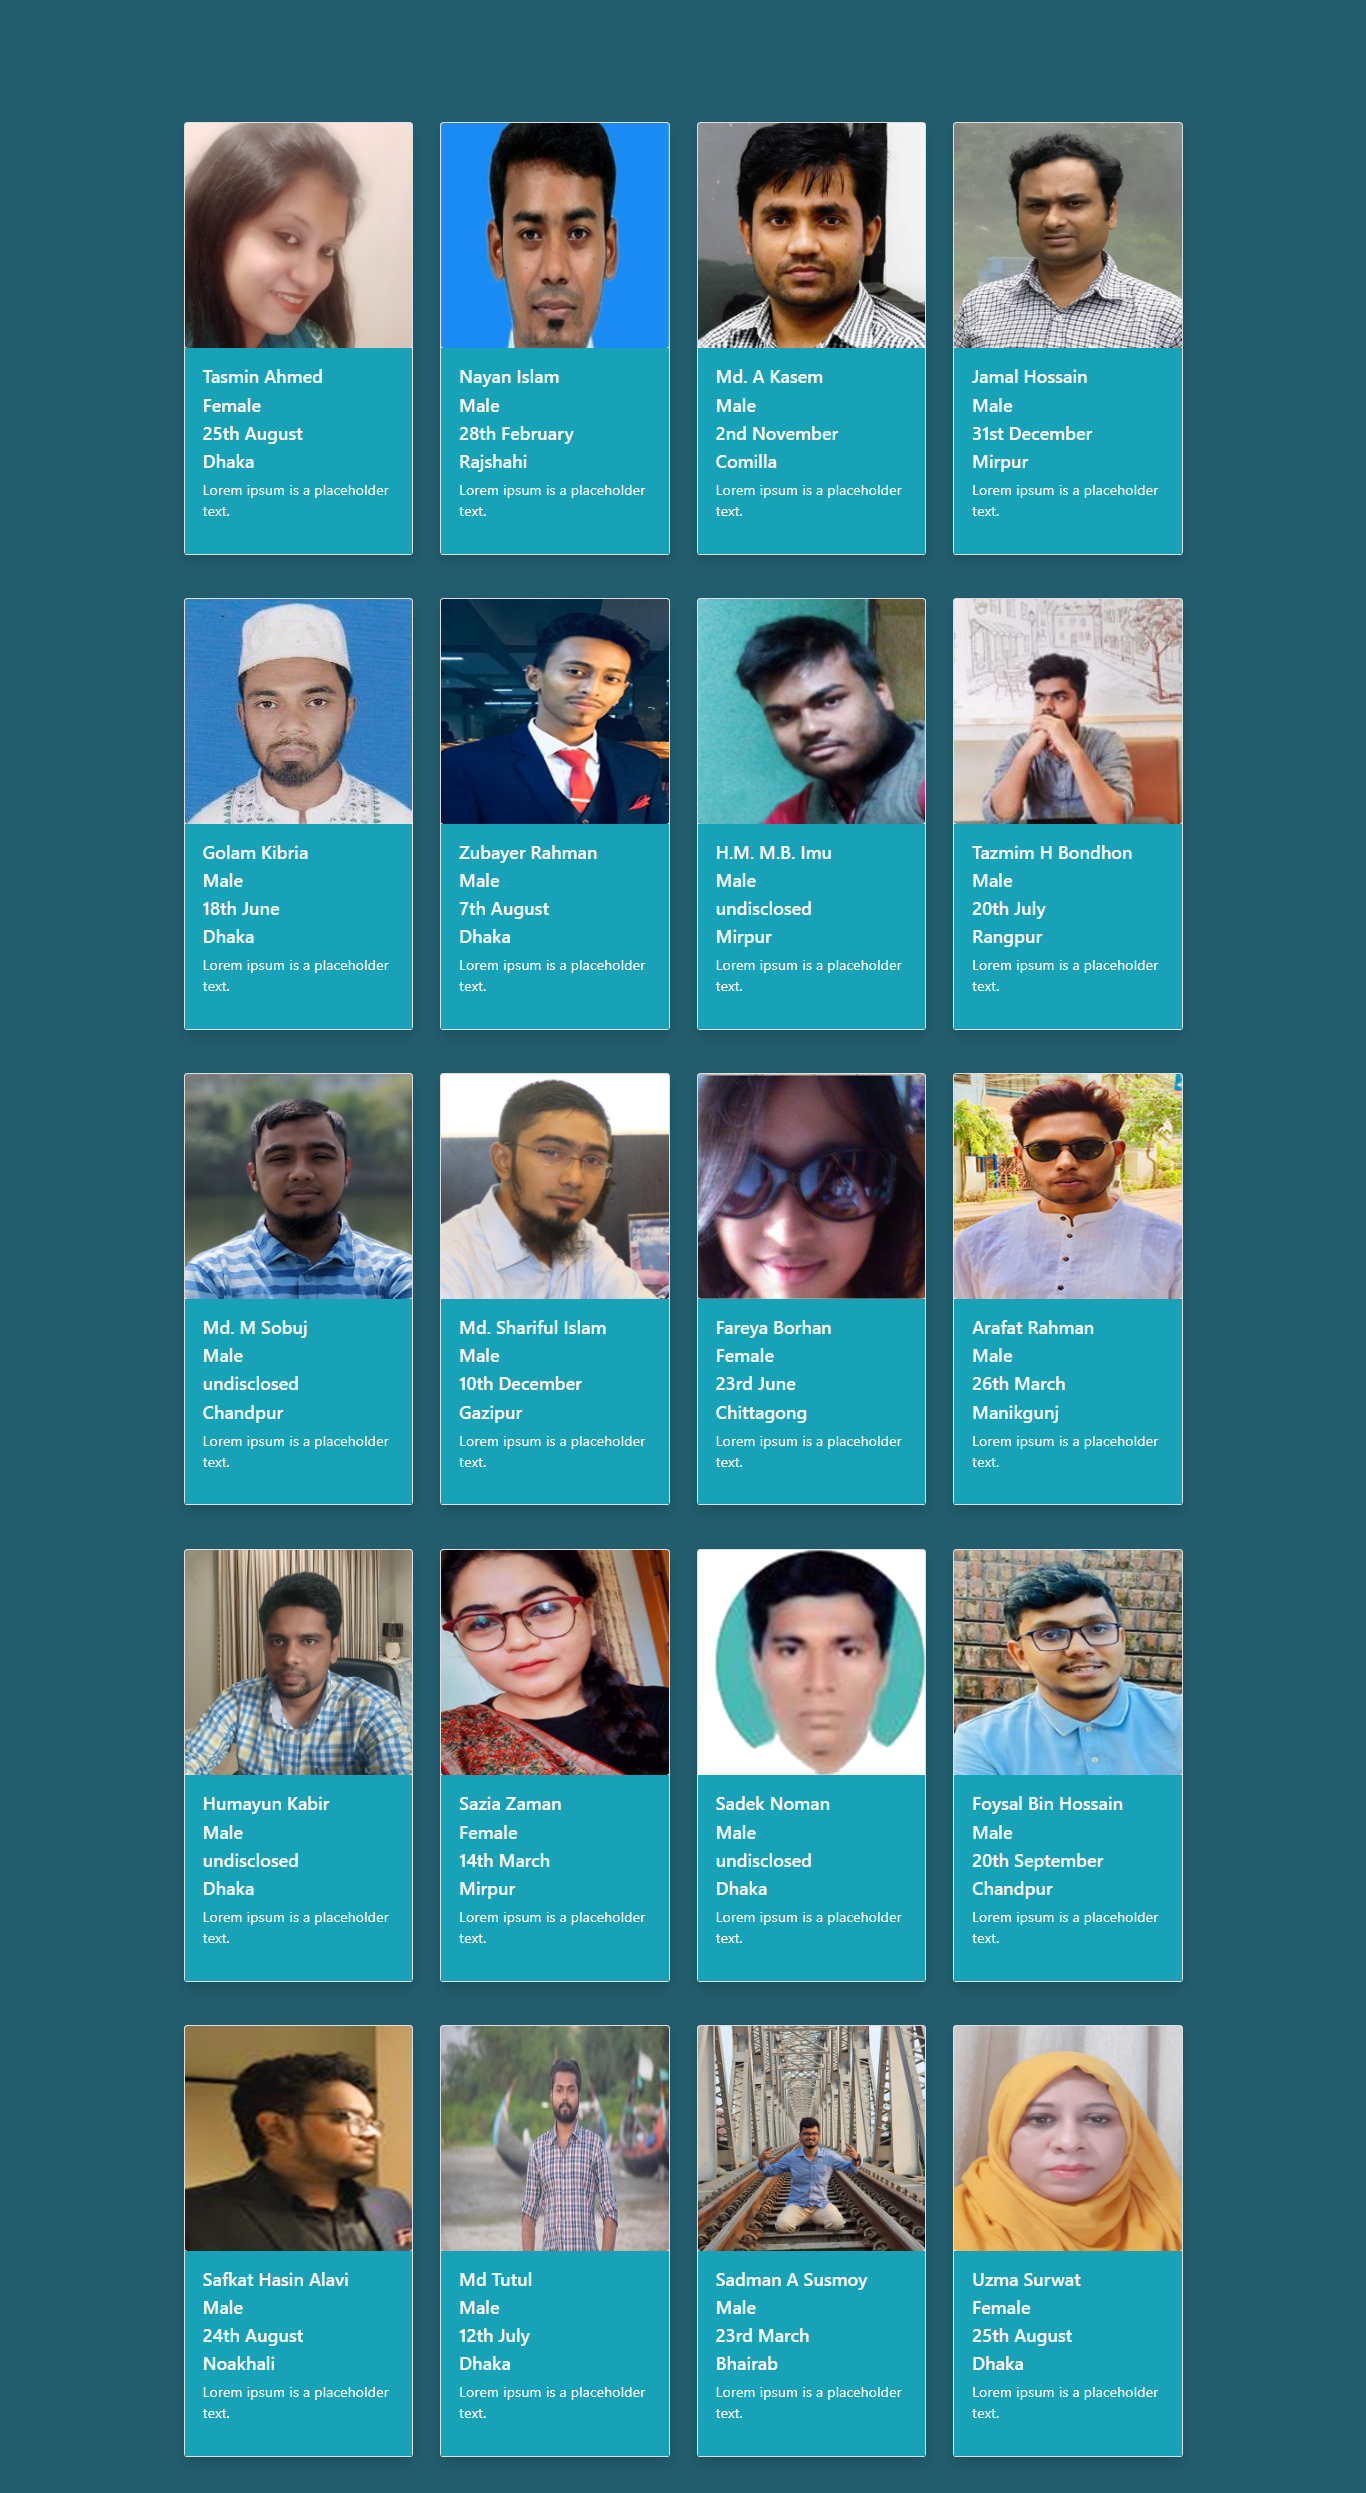 Tasmin Ahmed
Female
25th August
Dhaka
Lorem ipsum is a placeholder
text.
Nayan Islam
Male
28th February
Rajshahi
Lorem ipsum is a placeholder
text.
Md. A Kasem
Male
2nd November
Comilla
Lorem ipsum is a placeholder
text.
Jamal Hossain
Male
31st December
Mirpur
Lorem ipsum is a placeholder
text.
Golam Kibria
Male
18th June
Dhaka
Lorem ipsum is a placeholder
text.
Zubayer Rahman
Male
7th August
Dhaka
Lorem ipsum is a placeholder
text.
H.M. M.B. Imu
Male
undisclosed
Mirpur
Lorem ipsum is a placeholder
text.
Tazmim H Bondhon
Male
20th July
Rangpur
Lorem ipsum is a placeholder
text.
Md. M Sobuj
Male
undisclosed
Chandpur
Lorem ipsum is a placeholder
text.
Md. Shariful Islam
Male
10th December
Gazipur
Lorem ipsum is a placeholder
text.
Fareya Borhan
Female
23rd June
Chittagong
Lorem ipsum is a placeholder
text.
Arafat Rahman
Male
26th March
Manikgunj
Lorem ipsum is a placeholder
text.
Humayun Kabir
Male
undisclosed
Dhaka
Lorem ipsum is a placeholder
text.
Sazia Zaman
Female
14th March
Mirpur
Lorem ipsum is a placeholder
text.
Sadek Noman
Male
undisclosed
Dhaka
Lorem ipsum is a placeholder
text.
Foysal Bin Hossain
Male
20th September
Chandpur
Lorem ipsum is a placeholder
text.
Safkat Hasin Alavi
Male
24th August
Noakhali
Lorem ipsum is a placeholder
text.
Md Tutul
Male
12th July
Dhaka
Lorem ipsum is a placeholder
text.
Sadman A Susmoy
Male
23rd March
Bhairab
Lorem ipsum is a placeholder
text.
Uzma Surwat
Female
25th August
Dhaka
Lorem ipsum is a placeholder
text.